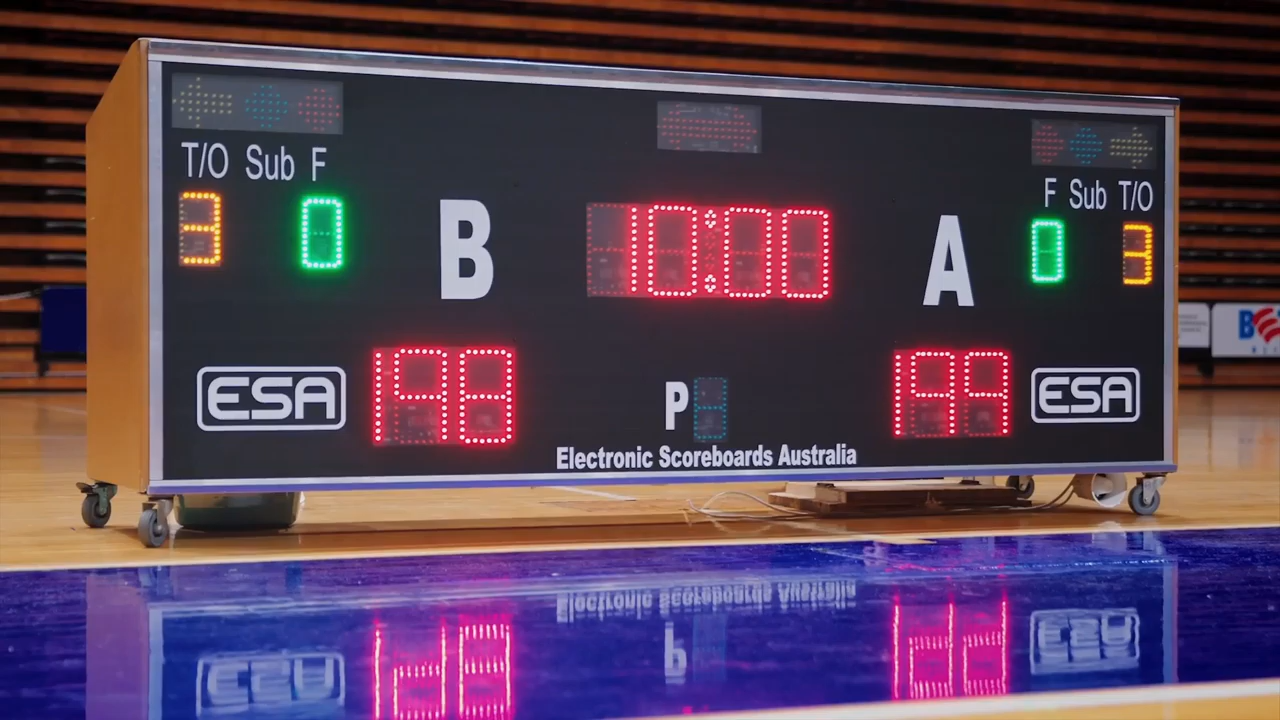 T/O Sub F
F Sub T/O
3 0
B
10:00
A
0 3
198
199
ESA
P
ESA
Electronic Scoreboards Australia